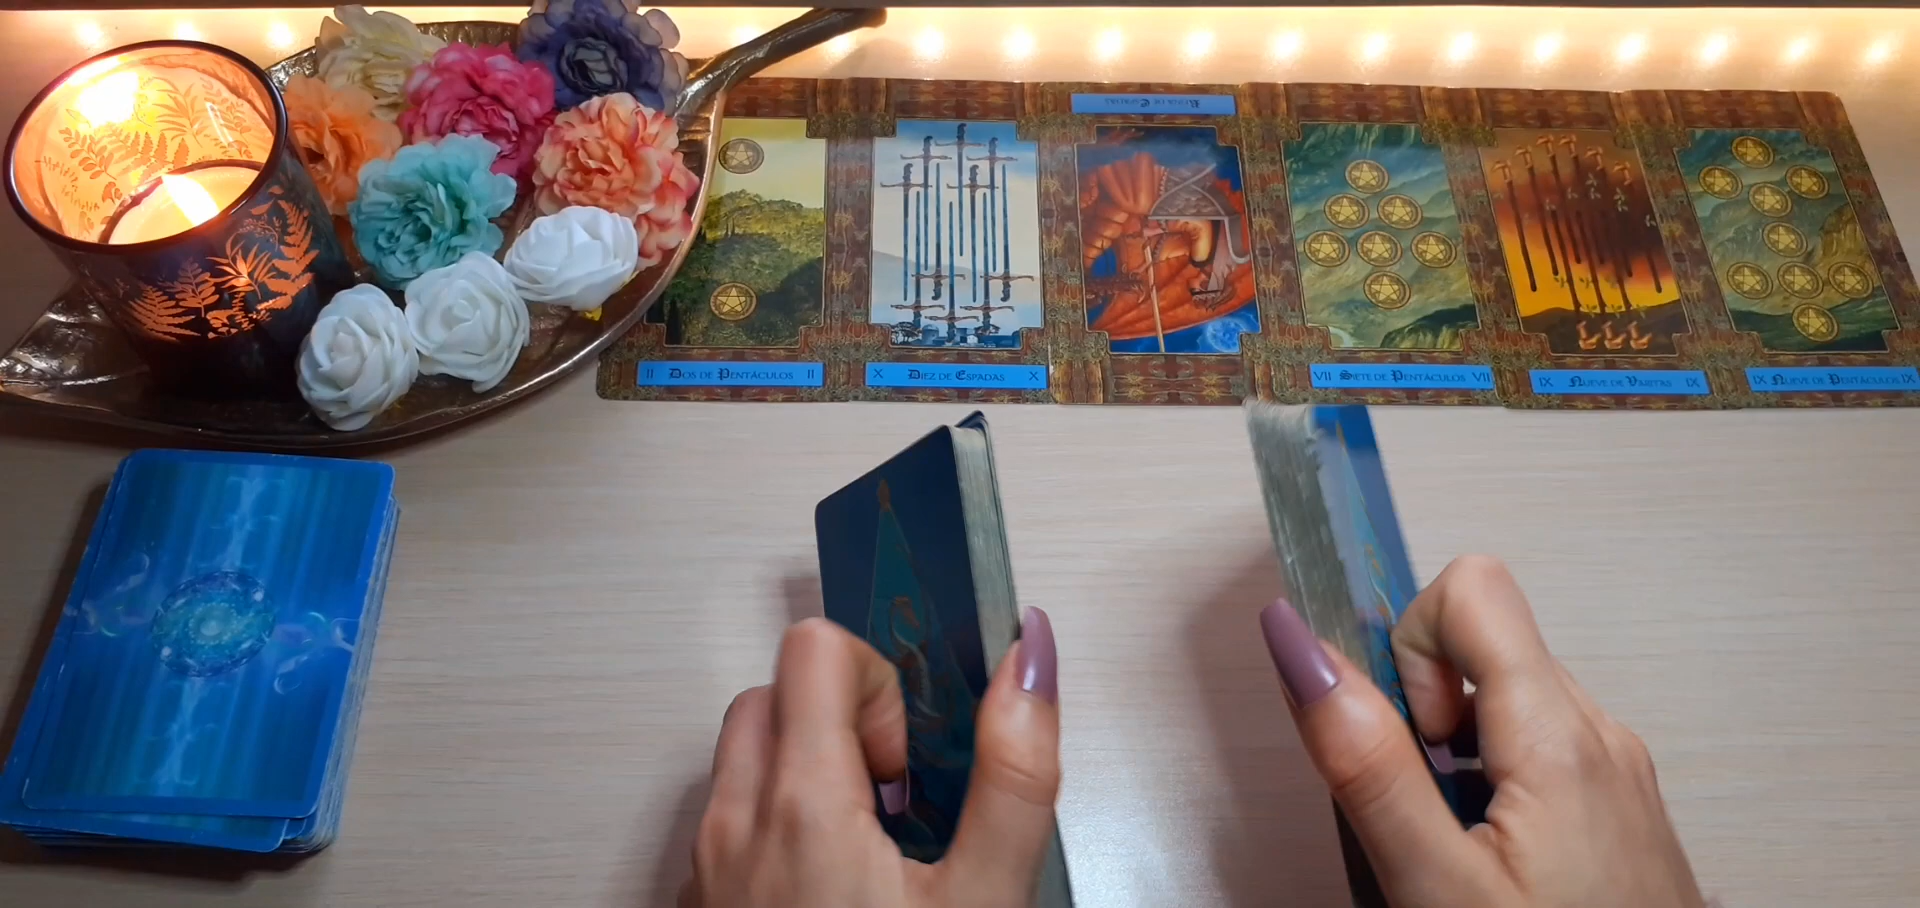 II DOS DE PENTÁCULOS II
X DIEZ DE ESPADAS X
VII SIETE DE PENTÁCULOS VII
IX NUEVE DE VARITAS IX
IX NUEVE DE PENTÁCULOS IX